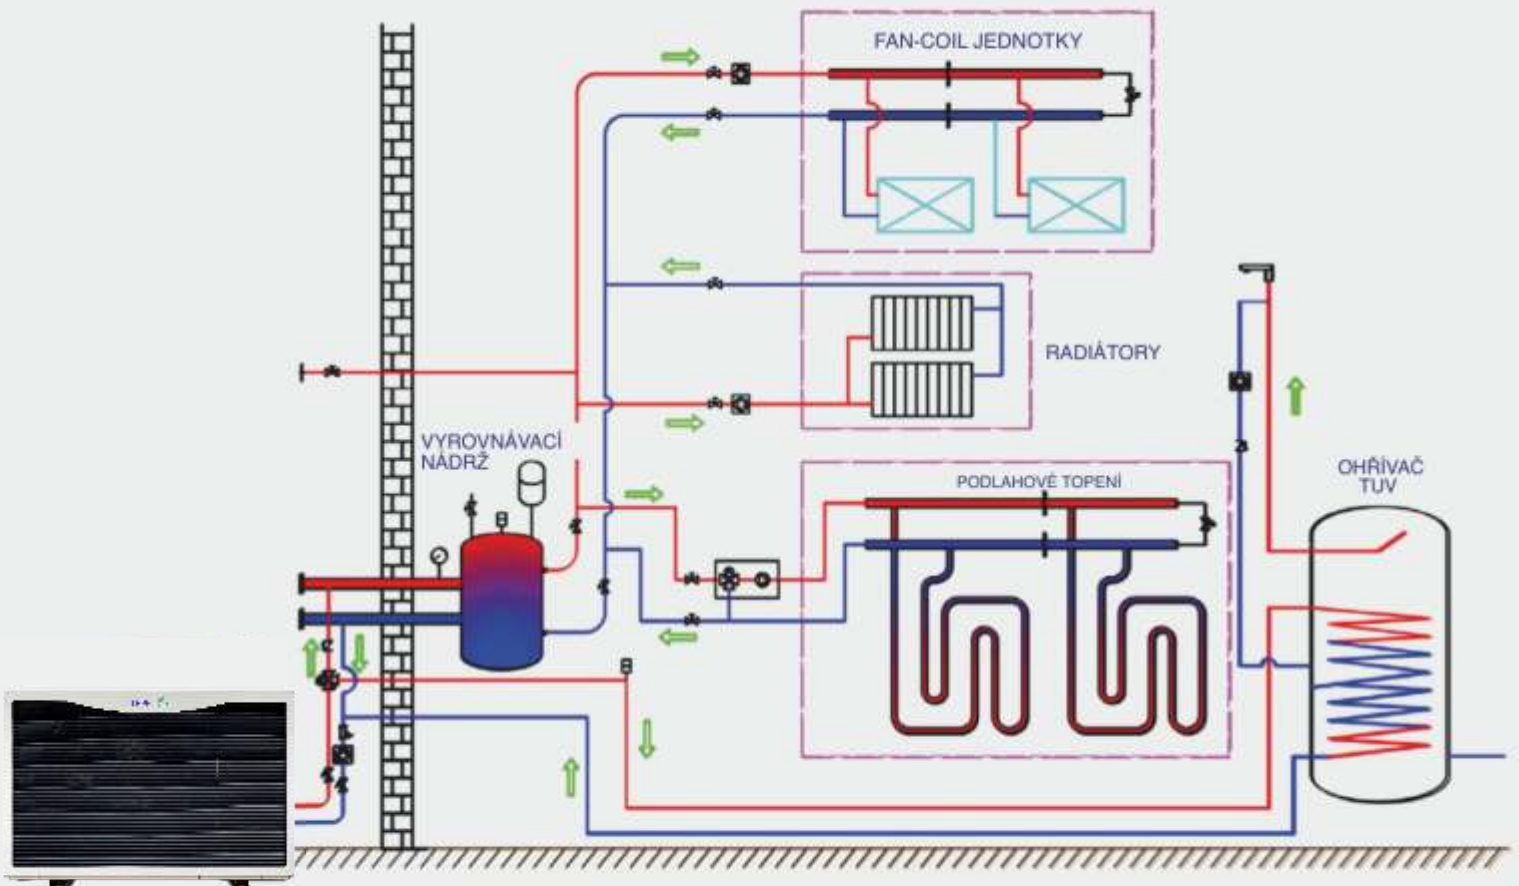 FAN-COIL JEDNOTKY
RADIÁTORY
VYROVNÁVACÍ
NÁDRŽ
PODLAHOVÉ TOPENÍ
OHŘÍVAČ
TUV